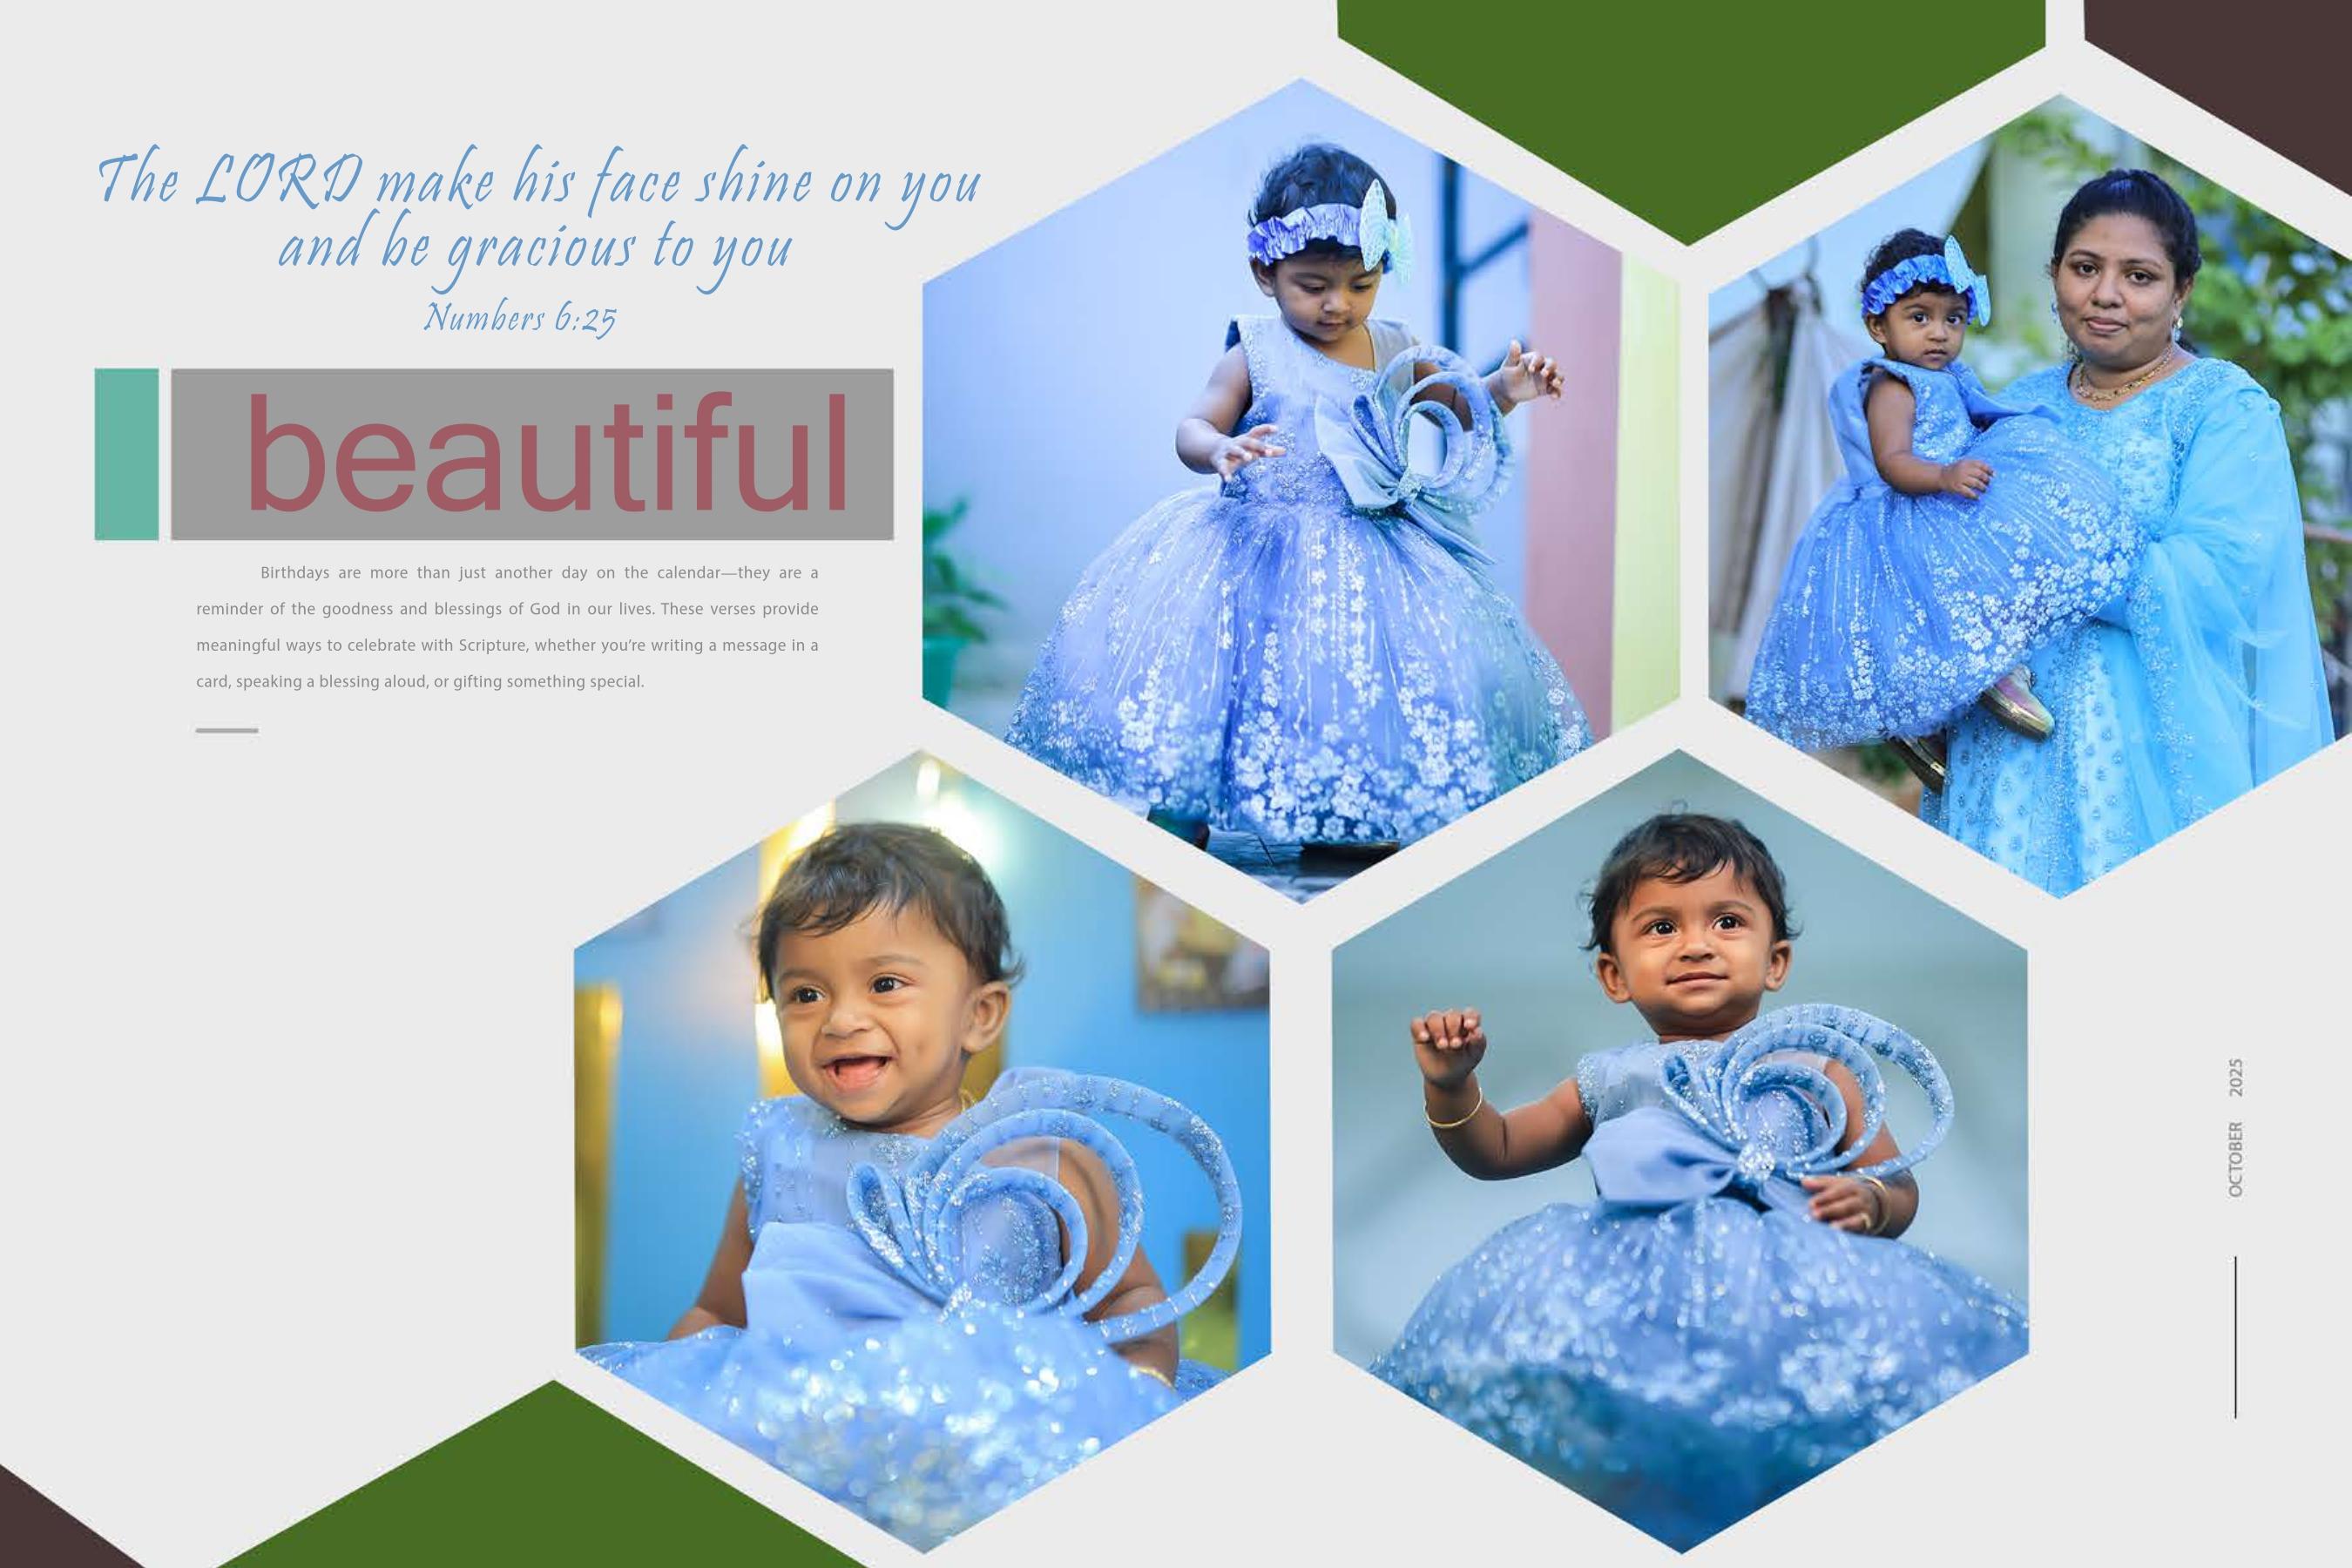 The LORD make his face shine on you
and be gracious to you
Numbers 6:25
beautiful
Birthdays are more than just another day on the calendar—they are a
reminder of the goodness and blessings of God in our lives. These verses provide
meaningful ways to celebrate with Scripture, whether you're writing a message in a
card, speaking a blessing aloud, or gifting something special.
OCTOBER 2025